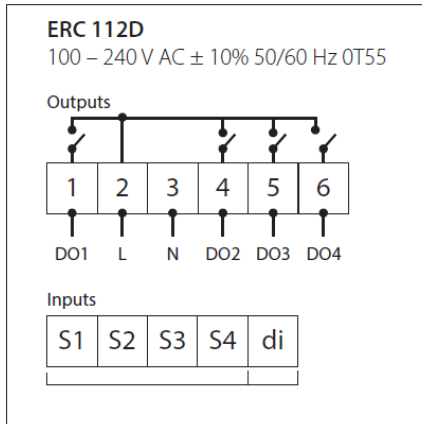 ERC 112D
100 – 240 V AC ± 10% 50/60 Hz 0T55
Outputs
1 2 3 4 5 6
DO1 L N DO2 DO3 DO4
Inputs
S1 S2 S3 S4 di